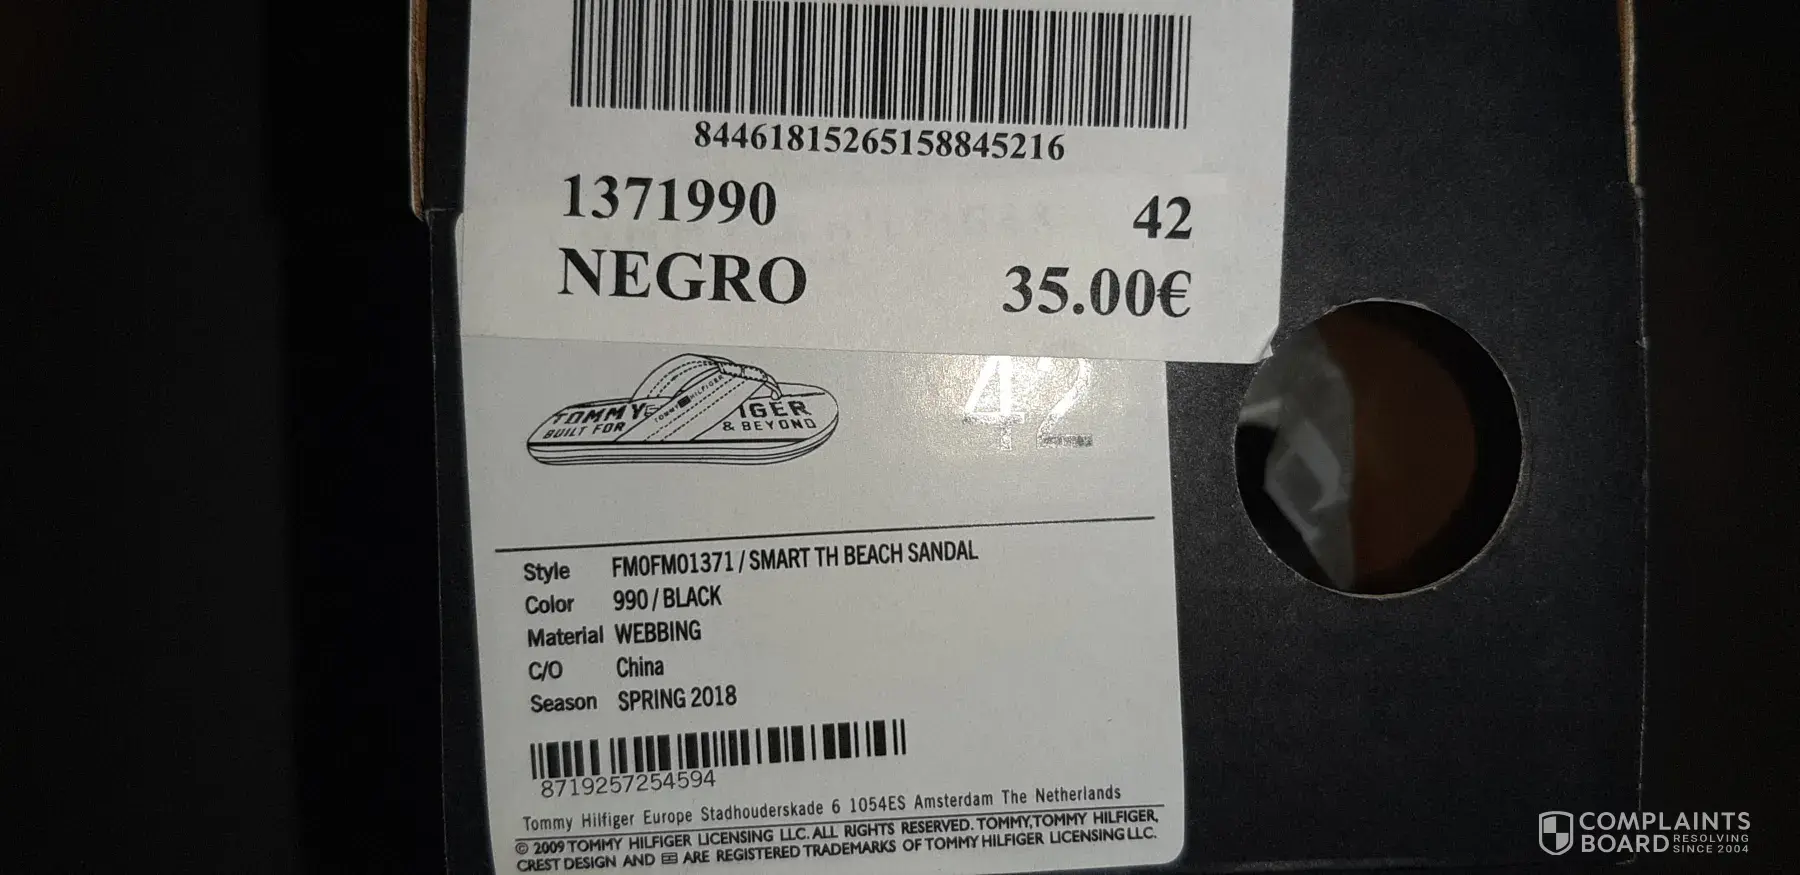 84461815265158845216
1371990 42
NEGRO 35.00€
42
TOMMY IGER
BUILT FOR & BEYOND
TOMMY HILFIGER
Style FM0FM01371 / SMART TH BEACH SANDAL
Color 990 / BLACK
Material WEBBING
C/O China
Season SPRING 2018
8719257254594
Tommy Hilfiger Europe Stadhouderskade 6 1054ES Amsterdam The Netherlands
© 2009 TOMMY HILFIGER LICENSING LLC. ALL RIGHTS RESERVED. TOMMY, TOMMY HILFIGER,
CREST DESIGN AND ARE REGISTERED TRADEMARKS OF TOMMY HILFIGER LICENSING LLC.
COMPLAINTS
BOARD RESOLVING
SINCE 2004